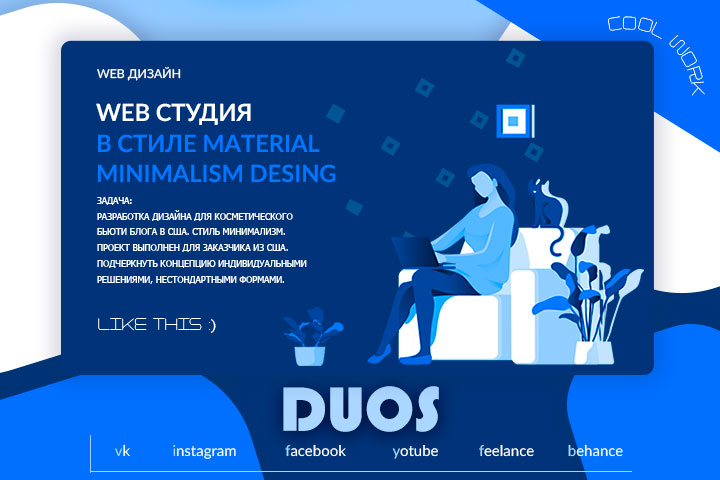 COOL WORK
WEB ДИЗАЙН
WEB СТУДИЯ
В СТИЛЕ MATERIAL
MINIMALISM DESING
ЗАДАЧА:
РАЗРАБОТКА ДИЗАЙНА ДЛЯ КОСМЕТИЧЕСКОГО
БЬЮТИ БЛОГА В США. СТИЛЬ МИНИМАЛИЗМ.
ПРОЕКТ ВЫПОЛНЕН ДЛЯ ЗАКАЗЧИКА ИЗ США.
ПОДЧЕРКНУТЬ КОНЦЕПЦИЮ ИНДИВИДУАЛЬНЫМИ
РЕШЕНИЯМИ, НЕСТОНДАРТНЫМИ ФОРМАМИ.
LIKE THIS :)
DUOS
vk instagram facebook yotube feelance behance